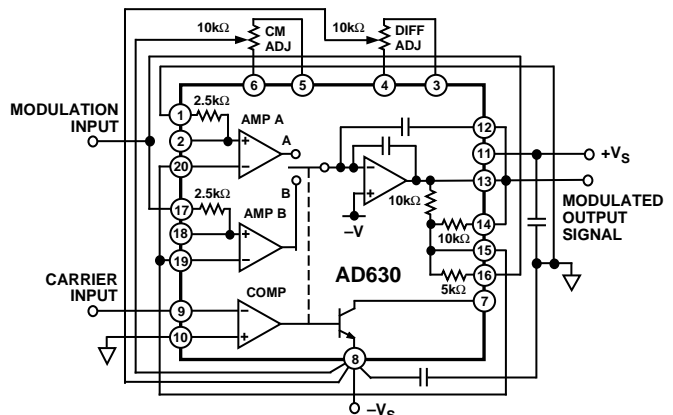 10kΩ
CM
ADJ
10kΩ
DIFF
ADJ
6
5
4
3
MODULATION
INPUT
1
2.5kΩ
2
20
AMP A
+
–
A
B
17
2.5kΩ
18
19
AMP B
+
–
12
11
13
+VS
–
+
–V
10kΩ
10kΩ
14
15
5kΩ
16
7
MODULATED
OUTPUT
SIGNAL
AD630
CARRIER
INPUT
9
10
COMP
–
+
8
–VS